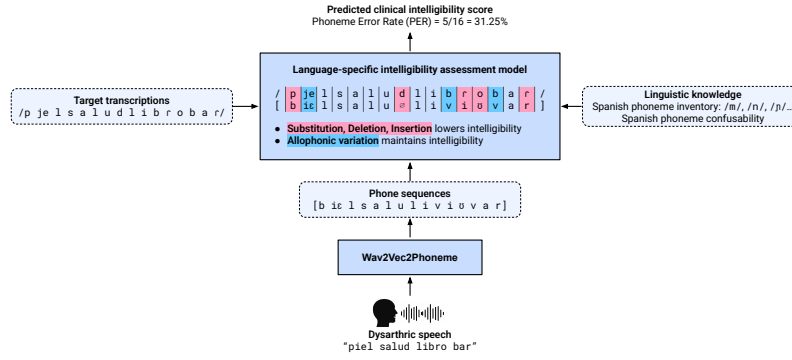 Predicted clinical intelligibility score
Phoneme Error Rate (PER) = 5/16 = 31.25%
Language-specific intelligibility assessment model
/ p je l s a l u d l i b r o b a r /
[ b iɛ l s a l u ∅ l i v i ʊ v a r ]
● Substitution, Deletion, Insertion lowers intelligibility
● Allophonic variation maintains intelligibility
Target transcriptions
/p je l s a l u d l i b r o b a r/
Linguistic knowledge
Spanish phoneme inventory: /m/, /n/, /ɲ/...
Spanish phoneme confusability
Phone sequences
[b iɛ l s a l u l i v i ʊ v a r]
Wav2Vec2Phoneme
Dysarthric speech
"piel salud libro bar"